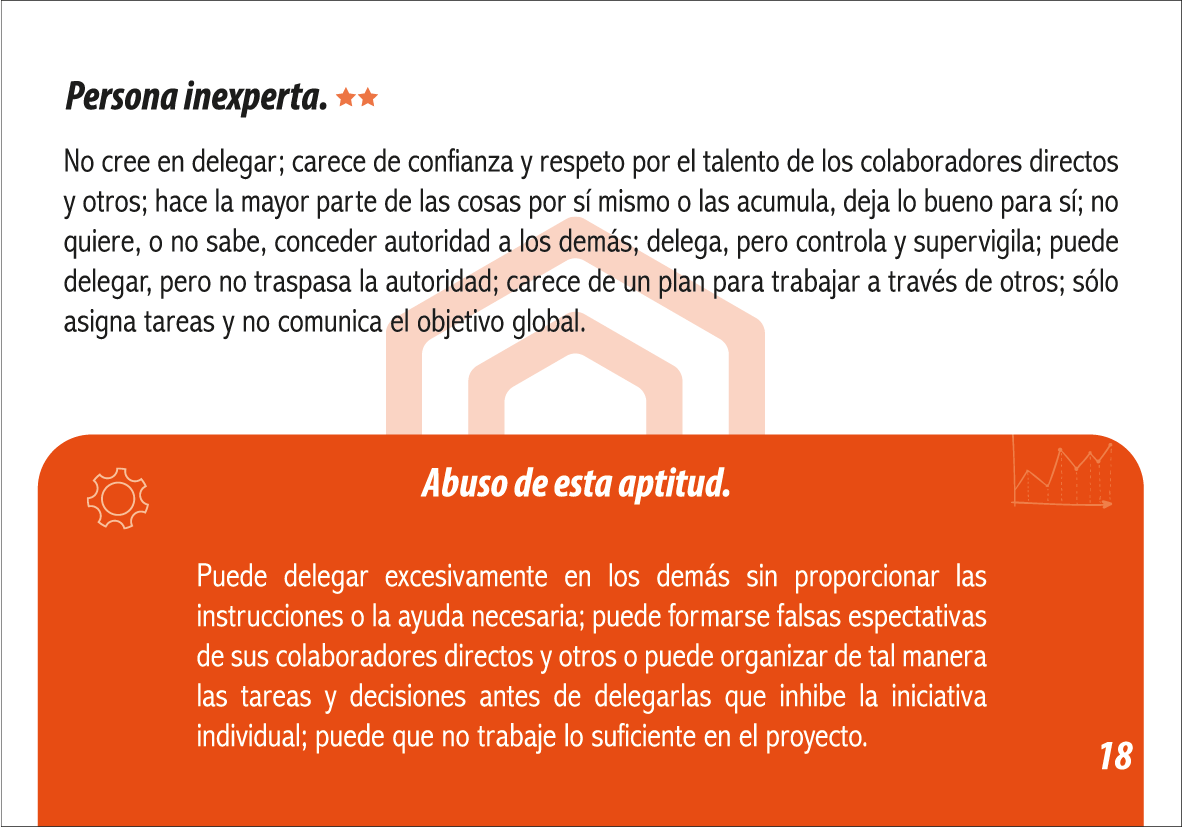 Persona inexperta.
No cree en delegar; carece de confianza y respeto por el talento de los colaboradores directos
y otros; hace la mayor parte de las cosas por sí mismo o las acumula, deja lo bueno para sí; no
quiere, o no sabe, conceder autoridad a los demás; delega, pero controla y supervigila; puede
delegar, pero no traspasa la autoridad; carece de un plan para trabajar a través de otros; sólo
asigna tareas y no comunica el objetivo global.
Abuso de esta aptitud.
Puede delegar excesivamente en los demás sin proporcionar las
instrucciones o la ayuda necesaria; puede formarse falsas espectativas
de sus colaboradores directos y otros o puede organizar de tal manera
las tareas y decisiones antes de delegarlas que inhibe la iniciativa
individual; puede que no trabaje lo suficiente en el proyecto.
18